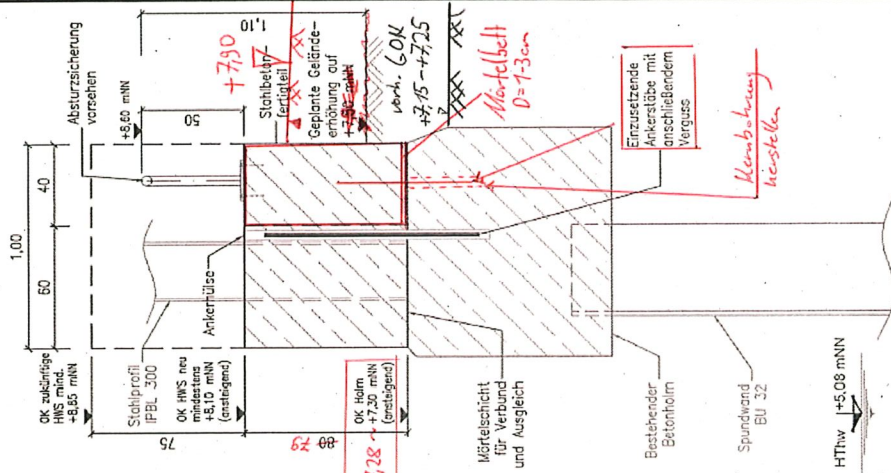 1,00
60
40
OK zukünftige
HWS mind.
+8,85 mNN
Stahlprofil
IPBL 300
OK HWS neu
mindestens
+8,10 mNN
(ansteigend)
75
80 79
OK Holm
+7,30 mNN
(ansteigend)
Ankerhülse
Absturzsicherung
vorsehen
+8,60 mNN
50
1,10
+7,90
Stahlbeton-
fertigteil
Geplante Gelände-
erhöhung auf
vorh. GOK
+7,15 - +7,25
Mörtelbett
D=1-3cm
Einzusetzende
Ankerstäbe mit
anschließendem
Verguss
Kernbohrung
herstellen
Mörtelschicht
für Verbund
und Ausgleich
Bestehender
Betonholm
Spundwand
BU 32
HThw
+5,08 mNN